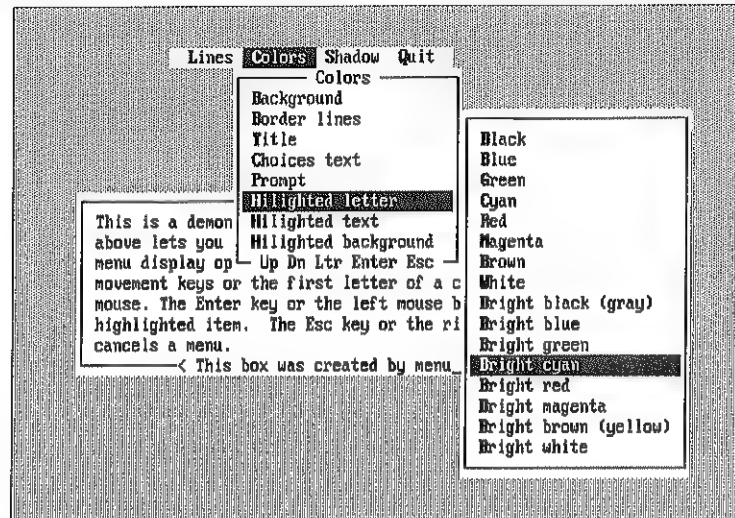 Lines Colors Shadow Quit
Colors
Background
Border lines
Title
Choices text
Prompt
Hilighted letter
Hilighted text
Hilighted background
Up Dn Ltr Enter Esc
Black
Blue
Green
Cyan
Red
Magenta
Brown
White
Bright black (gray)
Bright blue
Bright green
Bright cyan
Bright red
Bright magenta
Bright brown (yellow)
Bright white
This is a demon
above lets you
menu display op
movement keys or the first letter of a c
mouse. The Enter key or the left mouse b
highlighted item. The Esc key or the ri
cancels a menu.
< This box was created by menu_